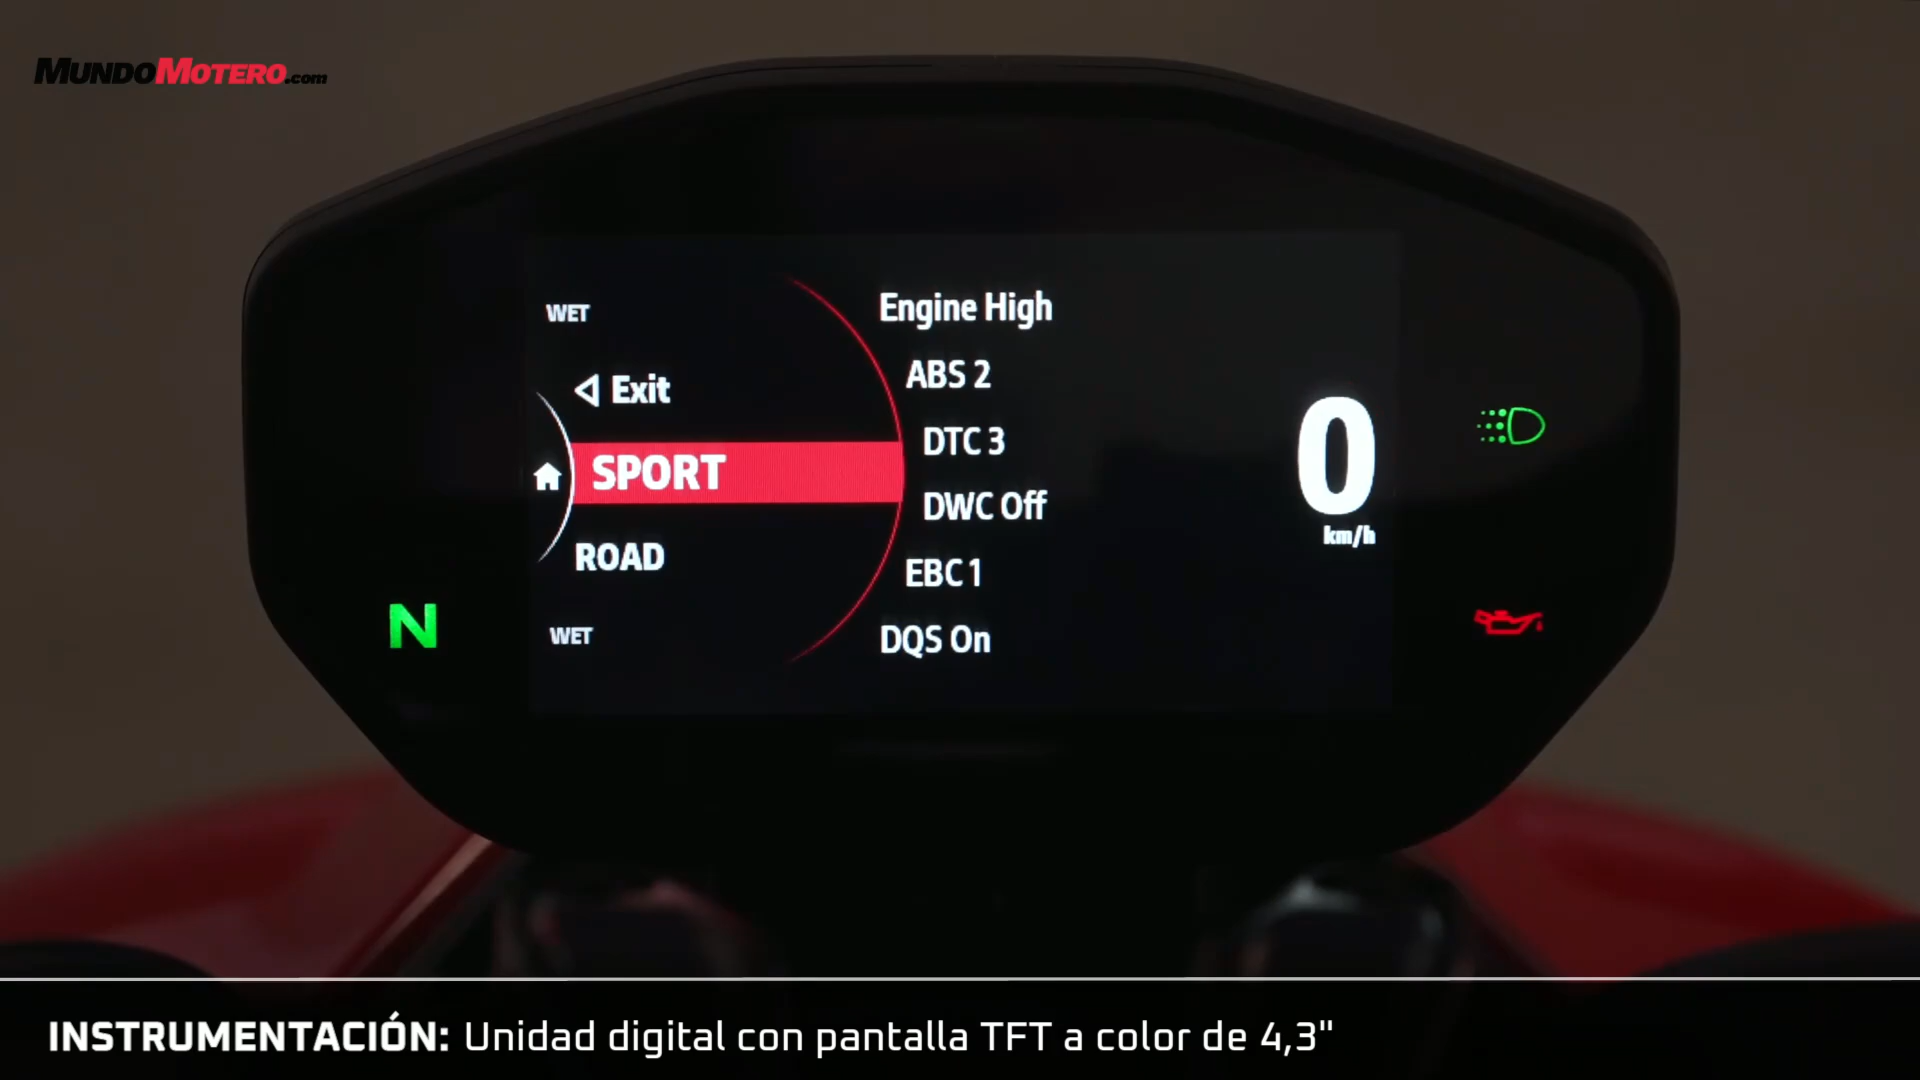 MUNDOMOTERO.com
WET
Exit
SPORT
ROAD
WET
Engine High
ABS 2
DTC 3
DWC Off
EBC 1
DQS On
0
km/h
N
INSTRUMENTACIÓN: Unidad digital con pantalla TFT a color de 4,3"